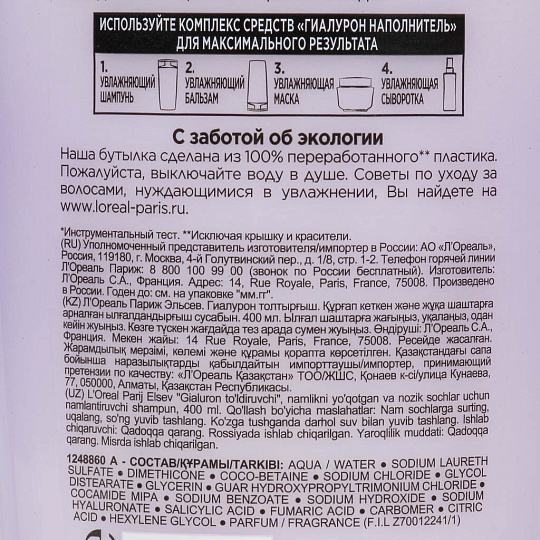 ИСПОЛЬЗУЙТЕ КОМПЛЕКС СРЕДСТВ «ГИАЛУРОН НАПОЛНИТЕЛЬ»
ДЛЯ МАКСИМАЛЬНОГО РЕЗУЛЬТАТА
1.
УВЛАЖНЯЮЩИЙ
ШАМПУНЬ
2.
УВЛАЖНЯЮЩИЙ
БАЛЬЗАМ
3.
УВЛАЖНЯЮЩАЯ
МАСКА
4.
УВЛАЖНЯЮЩАЯ
СЫВОРОТКА
С заботой об экологии
Наша бутылка сделана из 100% переработанного** пластика.
Пожалуйста, выключайте воду в душе. Советы по уходу за
волосами, нуждающимися в увлажнении, Вы найдете на
www.loreal-paris.ru.
*Инструментальный тест. **Исключая крышку и красители.
(RU) Уполномоченный представитель изготовителя/импортер в России: АО «Л'Ореаль»,
Россия, 119180, г. Москва, 4-й Голутвинский пер., д. 1/8, стр. 1-2. Телефон горячей линии
Л'Ореаль Париж: 8 800 100 99 00 (звонок по России бесплатный). Изготовитель:
Л'Ореаль С.А., Франция. Адрес: 14, Rue Royale, Paris, France, 75008. Произведено
в России. Годен до: см. на упаковке "мм.гг".
(KZ) Л'Ореаль Париж Эльсев. Гиалурон толтырғыш. Құрғап кеткен және жұқа шаштарға
арналған ылғалдандырғыш сусабын. 400 мл. Ылғал шаштарға жағыңыз, уқалаңыз, одан
кейін жуыңыз. Көзге түскен жағдайда тез арада сумен жуыңыз. Өндіруші: Л'Ореаль С.А.,
Франция. Мекен жайы: 14 Rue Royale, Paris, France, 75008. Ресейде жасалған.
Жарамдылық мерзімі, көлемі және құрамы қорапта көрсетілген. Қазақстандағы сапа
бойынша наразылықтарды қабылдайтын импорттаушы/импортер, принимающий
претензии по качеству: «Л'Ореаль Қазақстан» ТОО/ЖШС, Қонаев к-сі/улица Кунаева,
77, 050000, Алматы, Қазақстан Республикасы.
(UZ) L'Oreal Parij Elsev "Gialuron to'ldiruvchi", namlikni yo'qotgan va nozik sochlar uchun
namlantiruvchi shampun, 400 ml. Qo'llash bo'yicha maslahatlar: Nam sochlarga surting,
uqalang, so'ng yuvib tashlang. Ko'zga tushganda darhol suv bilan yuvib tashlang. Ishlab
chiqaruvchi: Qadoqqa qarang. Rossiyada ishlab chiqarilgan. Yaroqlilik muddati: Qadoqqa
qarang. Misrda ishlab chiqarilgan.
1248860 A - СОСТАВ/ҚҰРАМЫ/TARKIBI: AQUA / WATER • SODIUM LAURETH
SULFATE • DIMETHICONE • COCO-BETAINE • SODIUM CHLORIDE • GLYCOL
DISTEARATE • GLYCERIN • GUAR HYDROXYPROPYLTRIMONIUM CHLORIDE •
COCAMIDE MIPA • SODIUM BENZOATE • SODIUM HYDROXIDE • SODIUM
HYALURONATE • SALICYLIC ACID • FUMARIC ACID • CARBOMER • CITRIC
ACID • HEXYLENE GLYCOL • PARFUM / FRAGRANCE (F.I.L Z70012241/1)